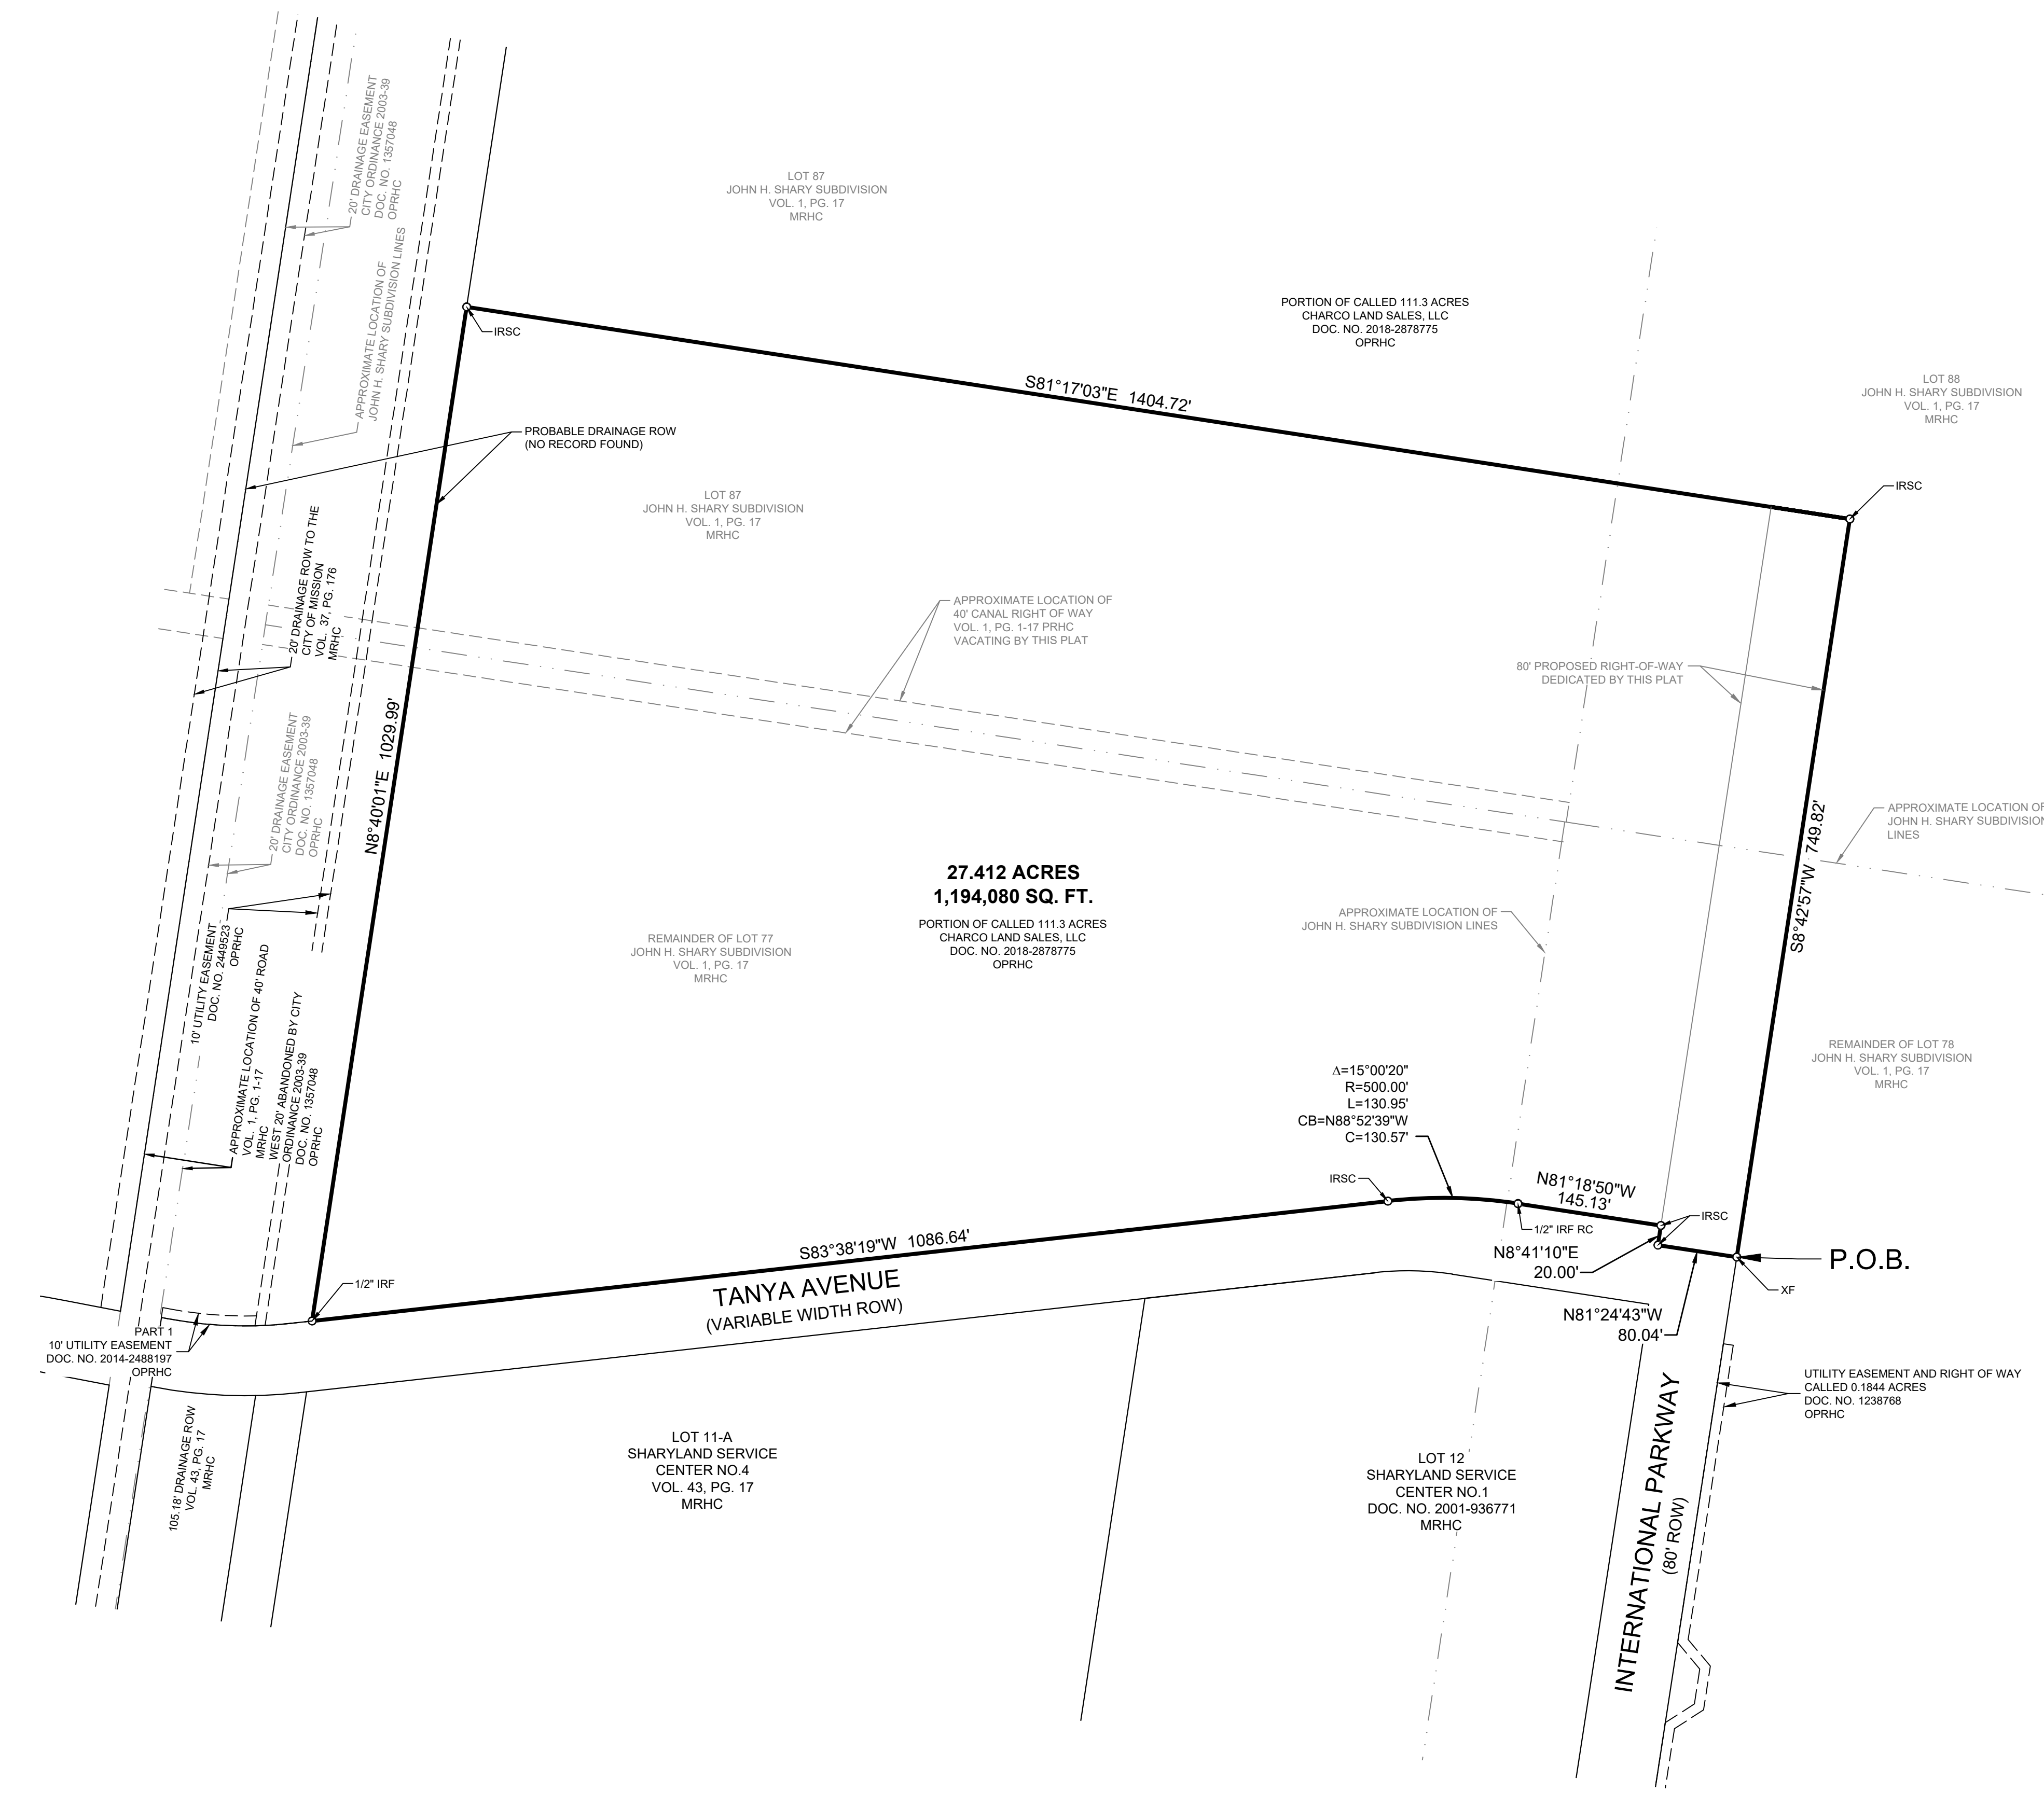 20' DRAINAGE EASEMENT
CITY ORDINANCE 2003-39
DOC. NO. 1357048
OPRHC
APPROXIMATE LOCATION OF
JOHN H. SHARY SUBDIVISION LINES
LOT 87
JOHN H. SHARY SUBDIVISION
VOL. 1, PG. 17
MRHC
PORTION OF CALLED 111.3 ACRES
CHARCO LAND SALES, LLC
DOC. NO. 2018-2878775
OPRHC
IRSC
S81°17'03"E 1404.72'
LOT 88
JOHN H. SHARY SUBDIVISION
VOL. 1, PG. 17
MRHC
PROBABLE DRAINAGE ROW
(NO RECORD FOUND)
IRSC
LOT 87
JOHN H. SHARY SUBDIVISION
VOL. 1, PG. 17
MRHC
20' DRAINAGE ROW TO THE
CITY OF MISSION
VOL. 37, PG. 176
MRHC
APPROXIMATE LOCATION OF
40' CANAL RIGHT OF WAY
VOL. 1, PG. 1-17 PRHC
VACATING BY THIS PLAT
80' PROPOSED RIGHT-OF-WAY
DEDICATED BY THIS PLAT
N8°40'01"E 1029.99'
20' DRAINAGE EASEMENT
CITY ORDINANCE 2003-39
DOC. NO. 1357048
OPRHC
S8°42'57"W 749.82'
APPROXIMATE LOCATION OF
JOHN H. SHARY SUBDIVISION
LINES
27.412 ACRES
1,194,080 SQ. FT.
PORTION OF CALLED 111.3 ACRES
CHARCO LAND SALES, LLC
DOC. NO. 2018-2878775
OPRHC
APPROXIMATE LOCATION OF
JOHN H. SHARY SUBDIVISION LINES
REMAINDER OF LOT 77
JOHN H. SHARY SUBDIVISION
VOL. 1, PG. 17
MRHC
10' UTILITY EASEMENT
DOC. NO. 2449523
OPRHC
APPROXIMATE LOCATION OF 40' ROAD
VOL. 1, PG. 1-17
MRHC
WEST 20' ABANDONED BY CITY
ORDINANCE 2003-39
DOC. NO. 1357048
OPRHC
REMAINDER OF LOT 78
JOHN H. SHARY SUBDIVISION
VOL. 1, PG. 17
MRHC
Δ=15°00'20"
R=500.00'
L=130.95'
CB=N88°52'39"W
C=130.57'
IRSC
N81°18'50"W
145.13'
IRSC
1/2" IRF RC
N8°41'10"E
20.00'
P.O.B.
XF
S83°38'19"W 1086.64'
1/2" IRF
TANYA AVENUE
(VARIABLE WIDTH ROW)
N81°24'43"W
80.04'
PART 1
10' UTILITY EASEMENT
DOC. NO. 2014-2488197
OPRHC
UTILITY EASEMENT AND RIGHT OF WAY
CALLED 0.1844 ACRES
DOC. NO. 1238768
OPRHC
105.18' DRAINAGE ROW
VOL. 43, PG. 17
MRHC
LOT 11-A
SHARYLAND SERVICE
CENTER NO.4
VOL. 43, PG. 17
MRHC
LOT 12
SHARYLAND SERVICE
CENTER NO.1
DOC. NO. 2001-936771
MRHC
INTERNATIONAL PARKWAY
(80' ROW)